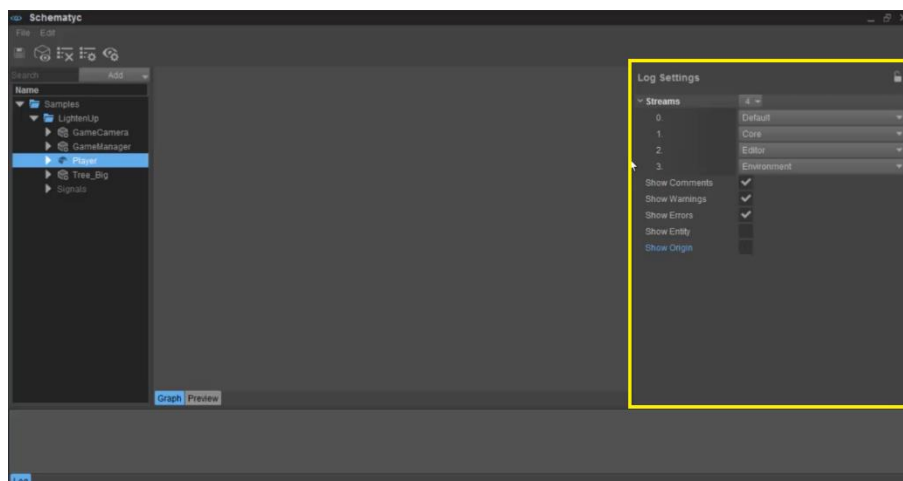 Schematyc
File Edit
Search Add
Name
Samples
LightenUp
GameCamera
GameManager
Player
Tree_Big
Signals
Graph Preview
Log Settings
Streams 4
0. Default
1. Core
2. Editor
3. Environment
Show Comments
Show Warnings
Show Errors
Show Entity
Show Origin
Log